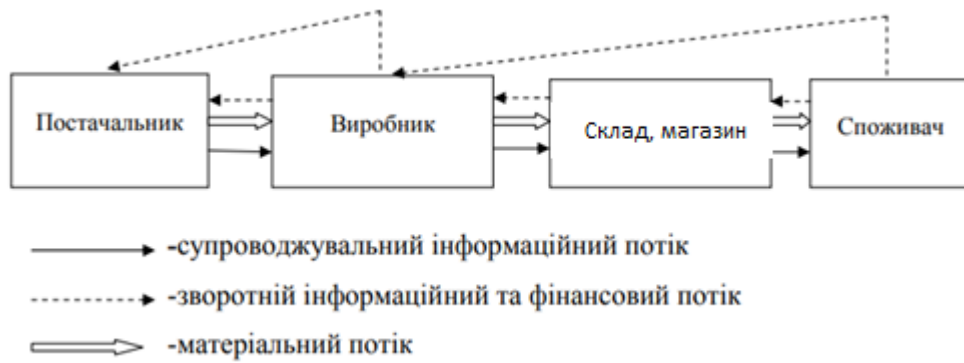 Постачальник
Виробник
Склад, магазин
Споживач
-супроводжувальний інформаційний потік
-зворотній інформаційний та фінансовий потік
-матеріальний потік